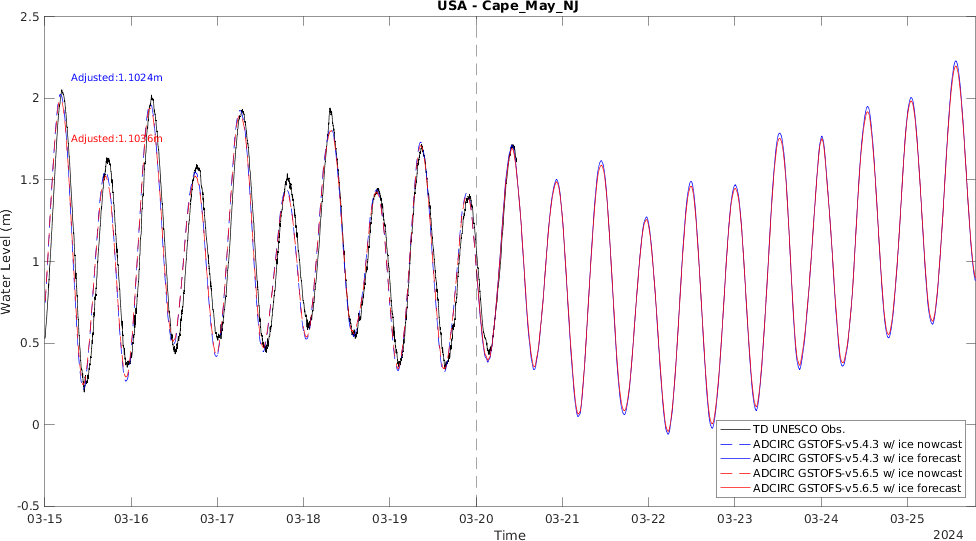 USA - Cape_May_NJ
2.5
2
1.5
1
0.5
0
-0.5
Water Level (m)
Adjusted:1.1024m
Adjusted:1.1036m
TD UNESCO Obs.
ADCIRC GSTOFS-v5.4.3 w/ ice nowcast
ADCIRC GSTOFS-v5.4.3 w/ ice forecast
ADCIRC GSTOFS-v5.6.5 w/ ice nowcast
ADCIRC GSTOFS-v5.6.5 w/ ice forecast
03-15 03-16 03-17 03-18 03-19 03-20 03-21 03-22 03-23 03-24 03-25
Time
2024